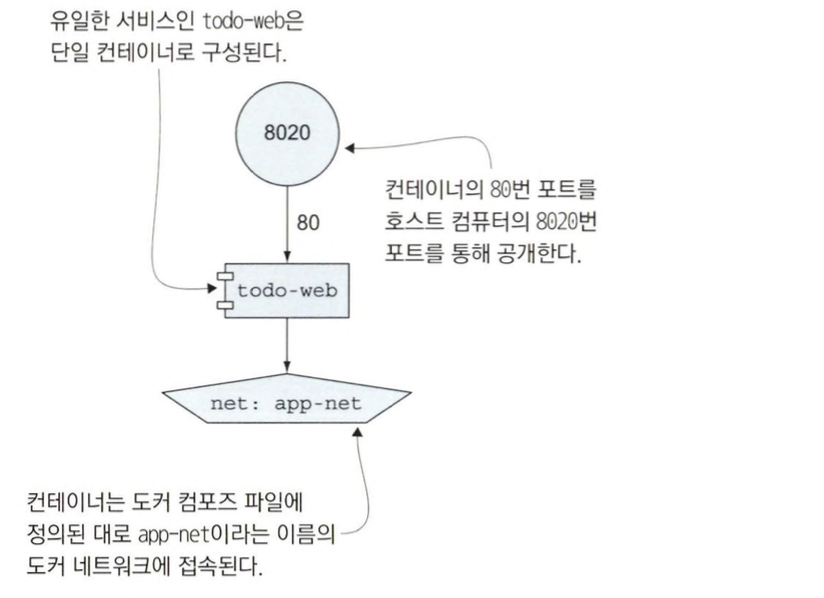 유일한 서비스인 todo-web은
단일 컨테이너로 구성된다.
8020
컨테이너의 80번 포트를
호스트 컴퓨터의 8020번
포트를 통해 공개한다.
80
todo-web
net: app-net
컨테이너는 도커 컴포즈 파일에
정의된 대로 app-net이라는 이름의
도커 네트워크에 접속된다.